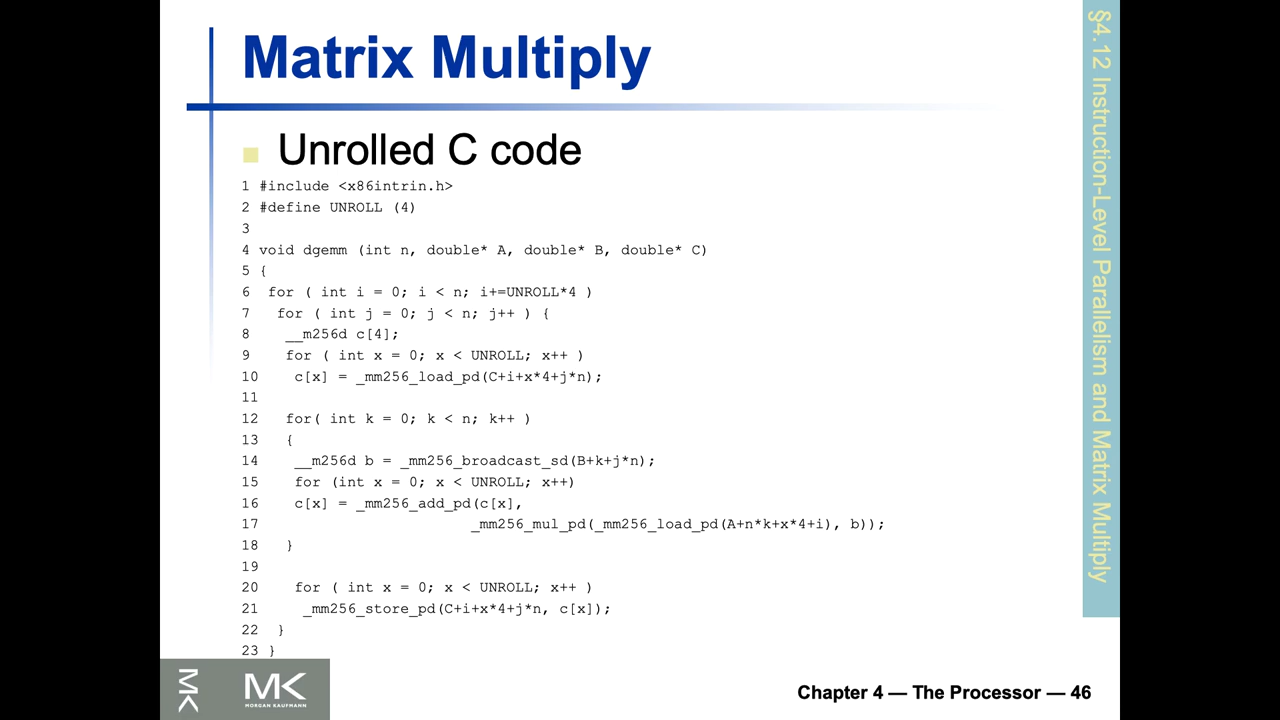 Matrix Multiply
Unrolled C code
1 #include <x86intrin.h>
2 #define UNROLL (4)
3
4 void dgemm (int n, double* A, double* B, double* C)
5 {
6 for ( int i = 0; i < n; i+=UNROLL*4 )
7 for ( int j = 0; j < n; j++ ) {
8 __m256d c[4];
9 for ( int x = 0; x < UNROLL; x++ )
10 c[x] = _mm256_load_pd(C+i+x*4+j*n);
11
12 for( int k = 0; k < n; k++ )
13 {
14 __m256d b = _mm256_broadcast_sd(B+k+j*n);
15 for (int x = 0; x < UNROLL; x++)
16 c[x] = _mm256_add_pd(c[x],
17 _mm256_mul_pd(_mm256_load_pd(A+n*k+x*4+i), b));
18 }
19
20 for ( int x = 0; x < UNROLL; x++ )
21 _mm256_store_pd(C+i+x*4+j*n, c[x]);
22 }
23 }
§4.12 Instruction-Level Parallelism and Matrix Multiply
MK
MK
MORGAN KAUFMANN
Chapter 4 — The Processor — 46